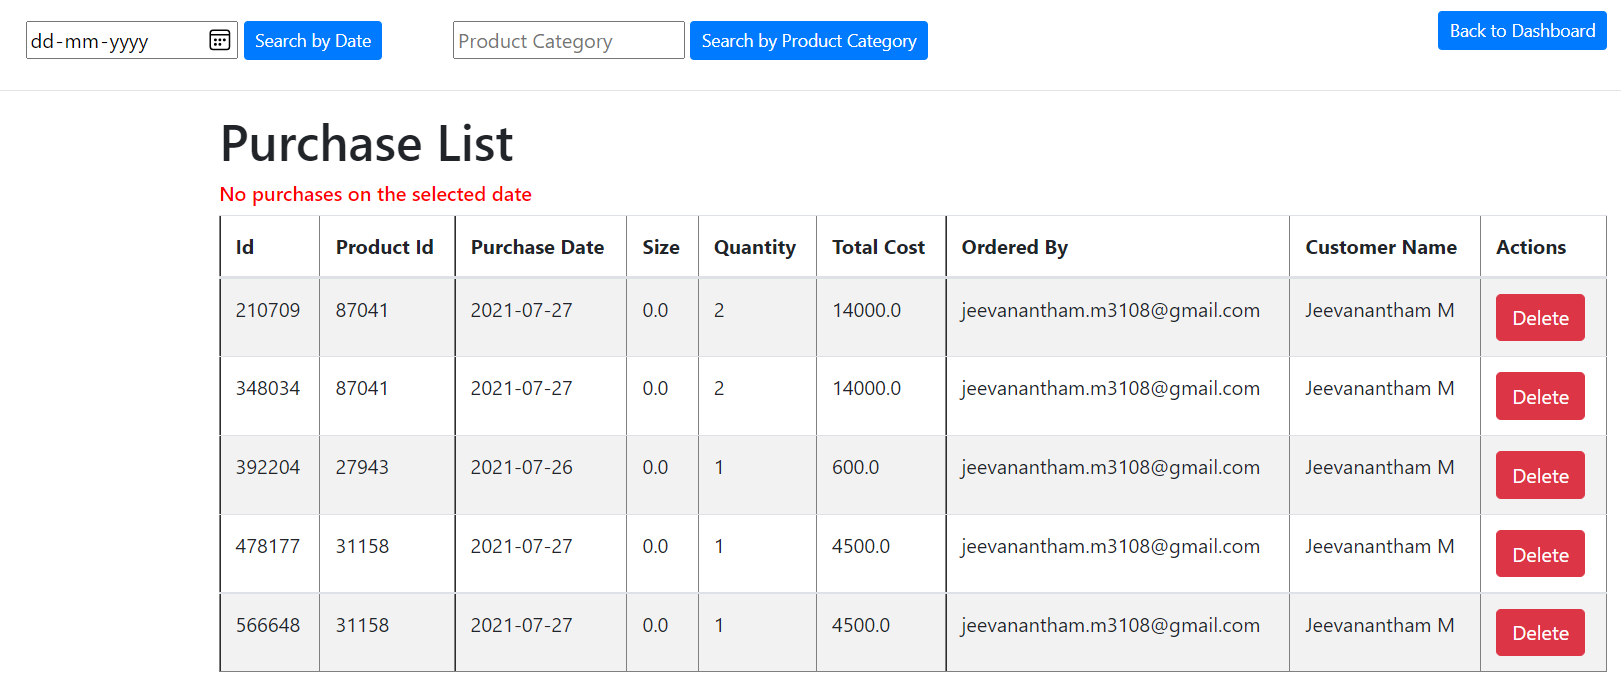 dd-mm-yyyy Search by Date Product Category Search by Product Category Back to Dashboard
Purchase List
No purchases on the selected date
Id Product Id Purchase Date Size Quantity Total Cost Ordered By Customer Name Actions
210709 87041 2021-07-27 0.0 2 14000.0 jeevanantham.m3108@gmail.com Jeevanantham M Delete
348034 87041 2021-07-27 0.0 2 14000.0 jeevanantham.m3108@gmail.com Jeevanantham M Delete
392204 27943 2021-07-26 0.0 1 600.0 jeevanantham.m3108@gmail.com Jeevanantham M Delete
478177 31158 2021-07-27 0.0 1 4500.0 jeevanantham.m3108@gmail.com Jeevanantham M Delete
566648 31158 2021-07-27 0.0 1 4500.0 jeevanantham.m3108@gmail.com Jeevanantham M Delete